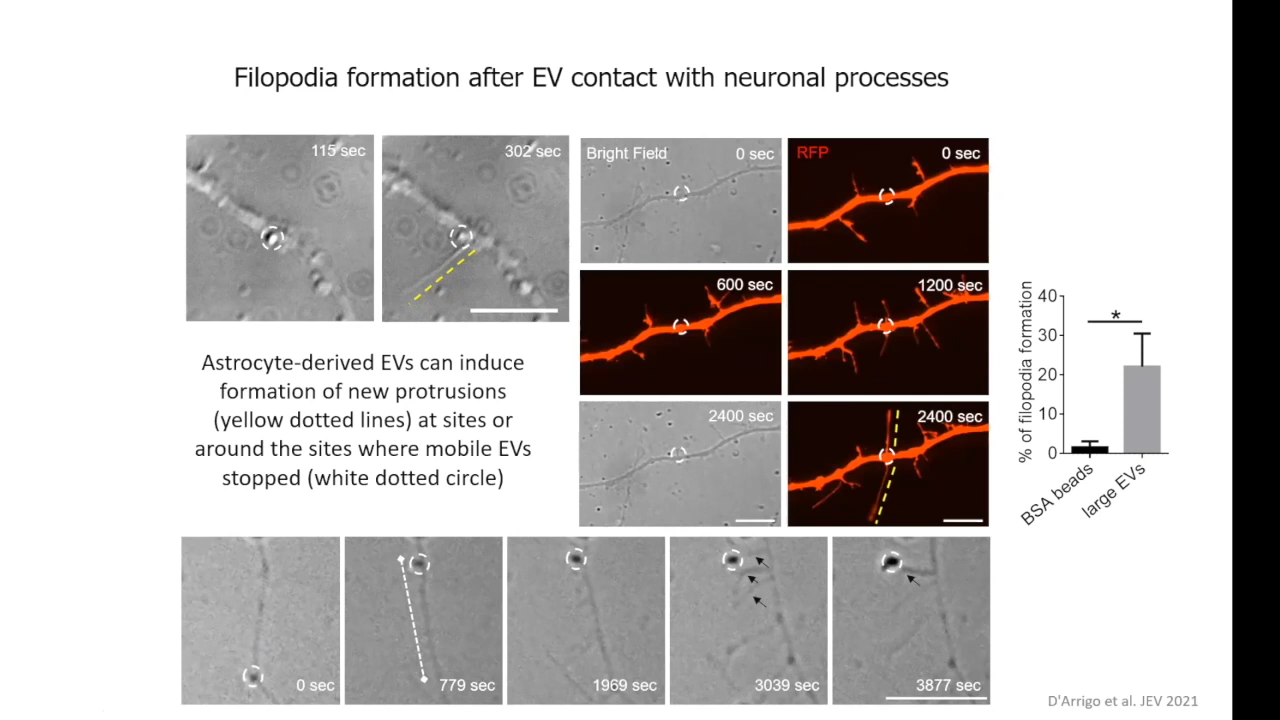 Filopodia formation after EV contact with neuronal processes
115 sec
302 sec
Bright Field
0 sec
RFP
0 sec
600 sec
1200 sec
2400 sec
2400 sec
Astrocyte-derived EVs can induce
formation of new protrusions
(yellow dotted lines) at sites or
around the sites where mobile EVs
stopped (white dotted circle)
% of filopodia formation
40
30
20
10
0
*
BSA beads
large EVs
0 sec
779 sec
1969 sec
3039 sec
3877 sec
D'Arrigo et al. JEV 2021